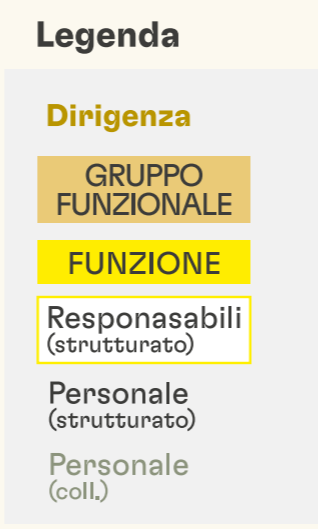 Legenda
Dirigenza
GRUPPO
FUNZIONALE
FUNZIONE
Responasabili
(strutturato)
Personale
(strutturato)
Personale
(coll.)